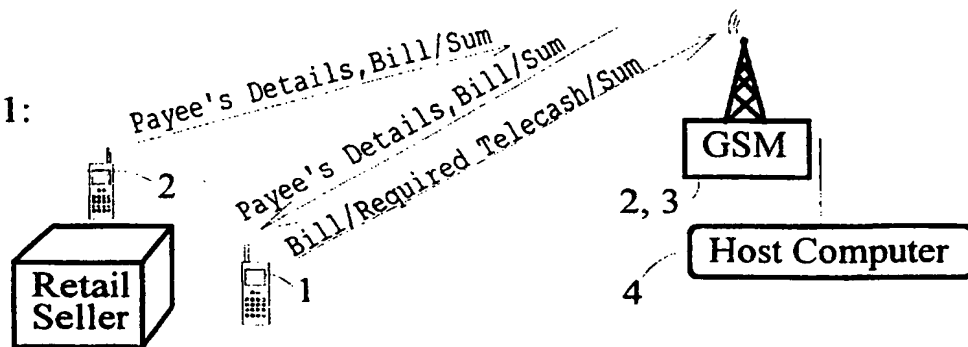 Payee's Details,Bill/Sum
Payee's Details,Bill/Sum
Bill/Required Telecash/Sum
1:
GSM
2
2, 3
Host Computer
4
1
Retail
Seller